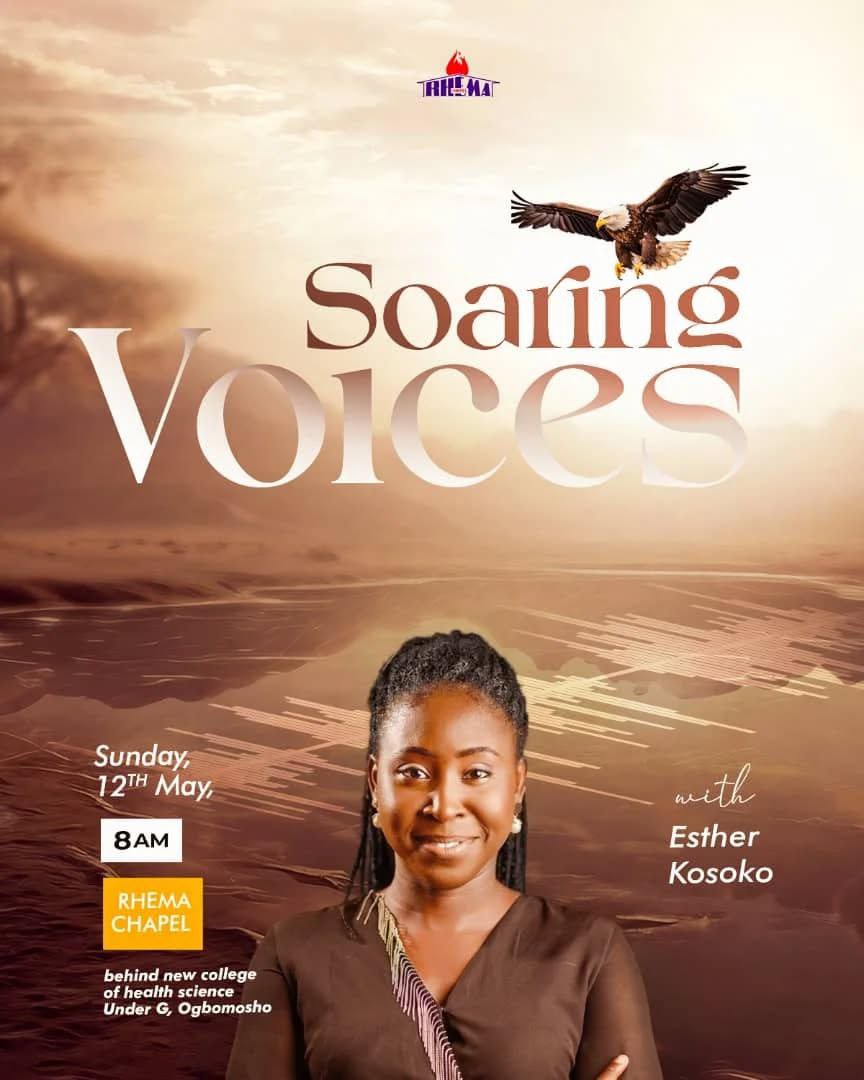 RHEMA
Soaring
Voices
Sunday,
12TH May,
8AM
RHEMA
CHAPEL
behind new college
of health science
Under G, Ogbomosho
with
Esther
Kosoko